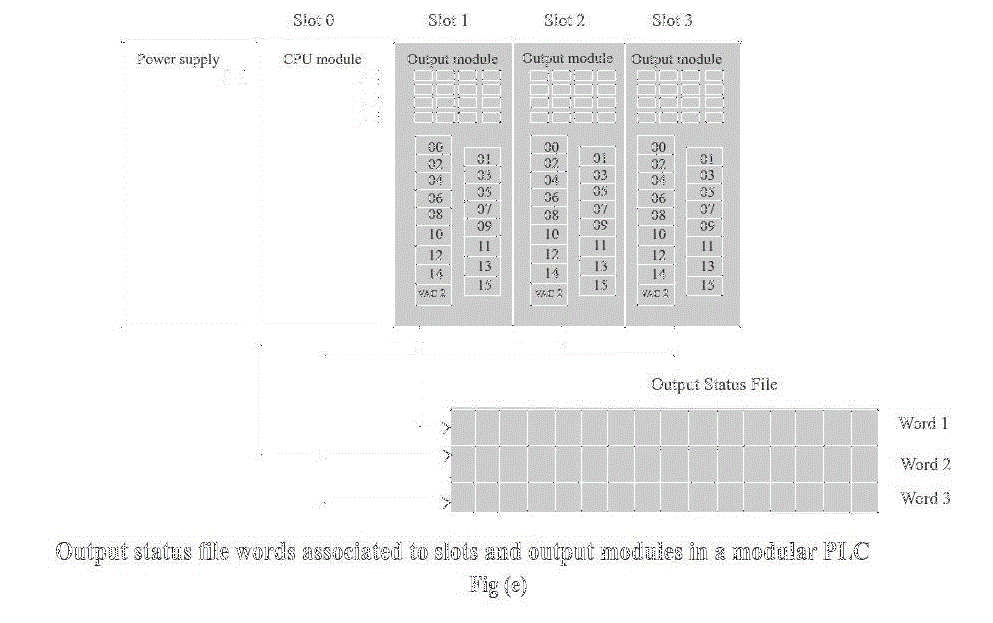 Slot 0 Slot 1 Slot 2 Slot 3
Power supply CPU module Output module Output module Output module
00 00 00
01 01 01
02 02 02
03 03 03
04 04 04
05 05 05
06 06 06
07 07 07
08 08 08
09 09 09
10 10 10
11 11 11
12 12 12
13 13 13
14 14 14
15 15 15
VAC 2 VAC 2 VAC 2
Output Status File
Word 1
Word 2
Word 3
Output status file words associated to slots and output modules in a modular PLC
Fig (e)